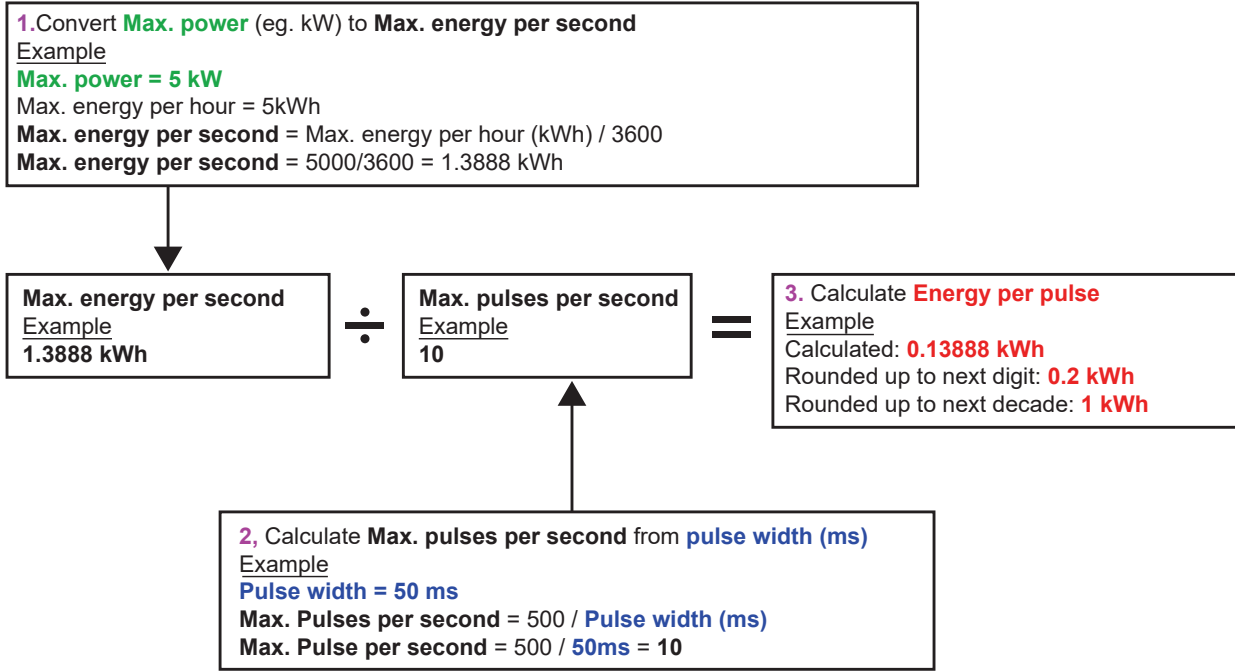 1.Convert Max. power (eg. kW) to Max. energy per second
Example
Max. power = 5 kW
Max. energy per hour = 5kWh
Max. energy per second = Max. energy per hour (kWh) / 3600
Max. energy per second = 5000/3600 = 1.3888 kWh
Max. energy per second
Example
1.3888 kWh
÷
Max. pulses per second
Example
10
=
3. Calculate Energy per pulse
Example
Calculated: 0.13888 kWh
Rounded up to next digit: 0.2 kWh
Rounded up to next decade: 1 kWh
2, Calculate Max. pulses per second from pulse width (ms)
Example
Pulse width = 50 ms
Max. Pulses per second = 500 / Pulse width (ms)
Max. Pulse per second = 500 / 50ms = 10